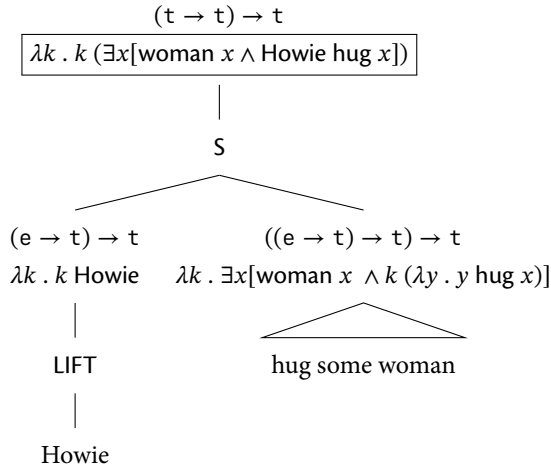 (t → t) → t
λk . k (∃x[woman x ∧ Howie hug x])
S
(e → t) → t
((e → t) → t) → t
λk . k Howie
λk . ∃x[woman x ∧ k (λy . y hug x)]
LIFT
hug some woman
Howie